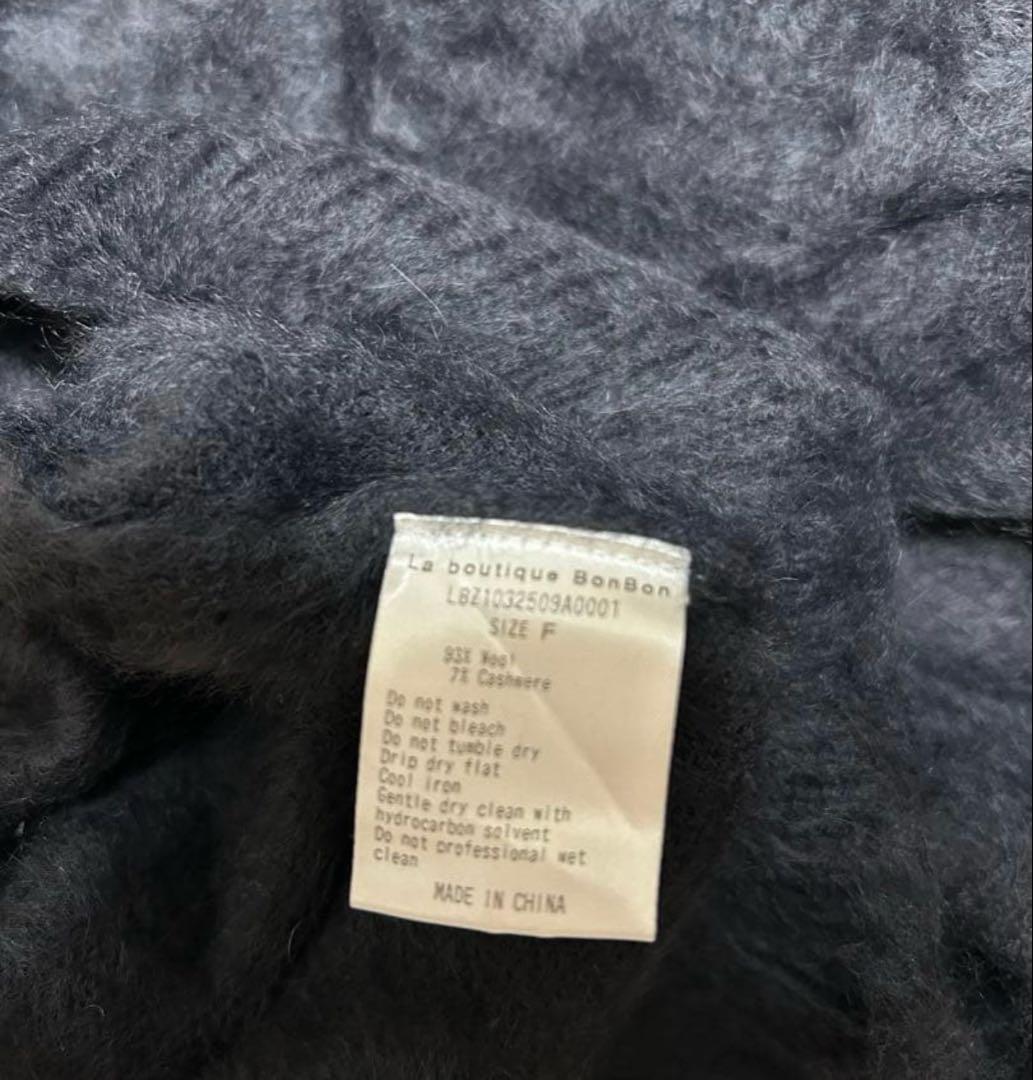 La boutique BonBon
LBZ1032509A0001
SIZE F
93% Wool
7% Cashmere
Do not wash
Do not bleach
Do not tumble dry
Drip dry flat
Cool iron
Gentle dry clean with
hydrocarbon solvent
Do not professional wet
clean
MADE IN CHINA